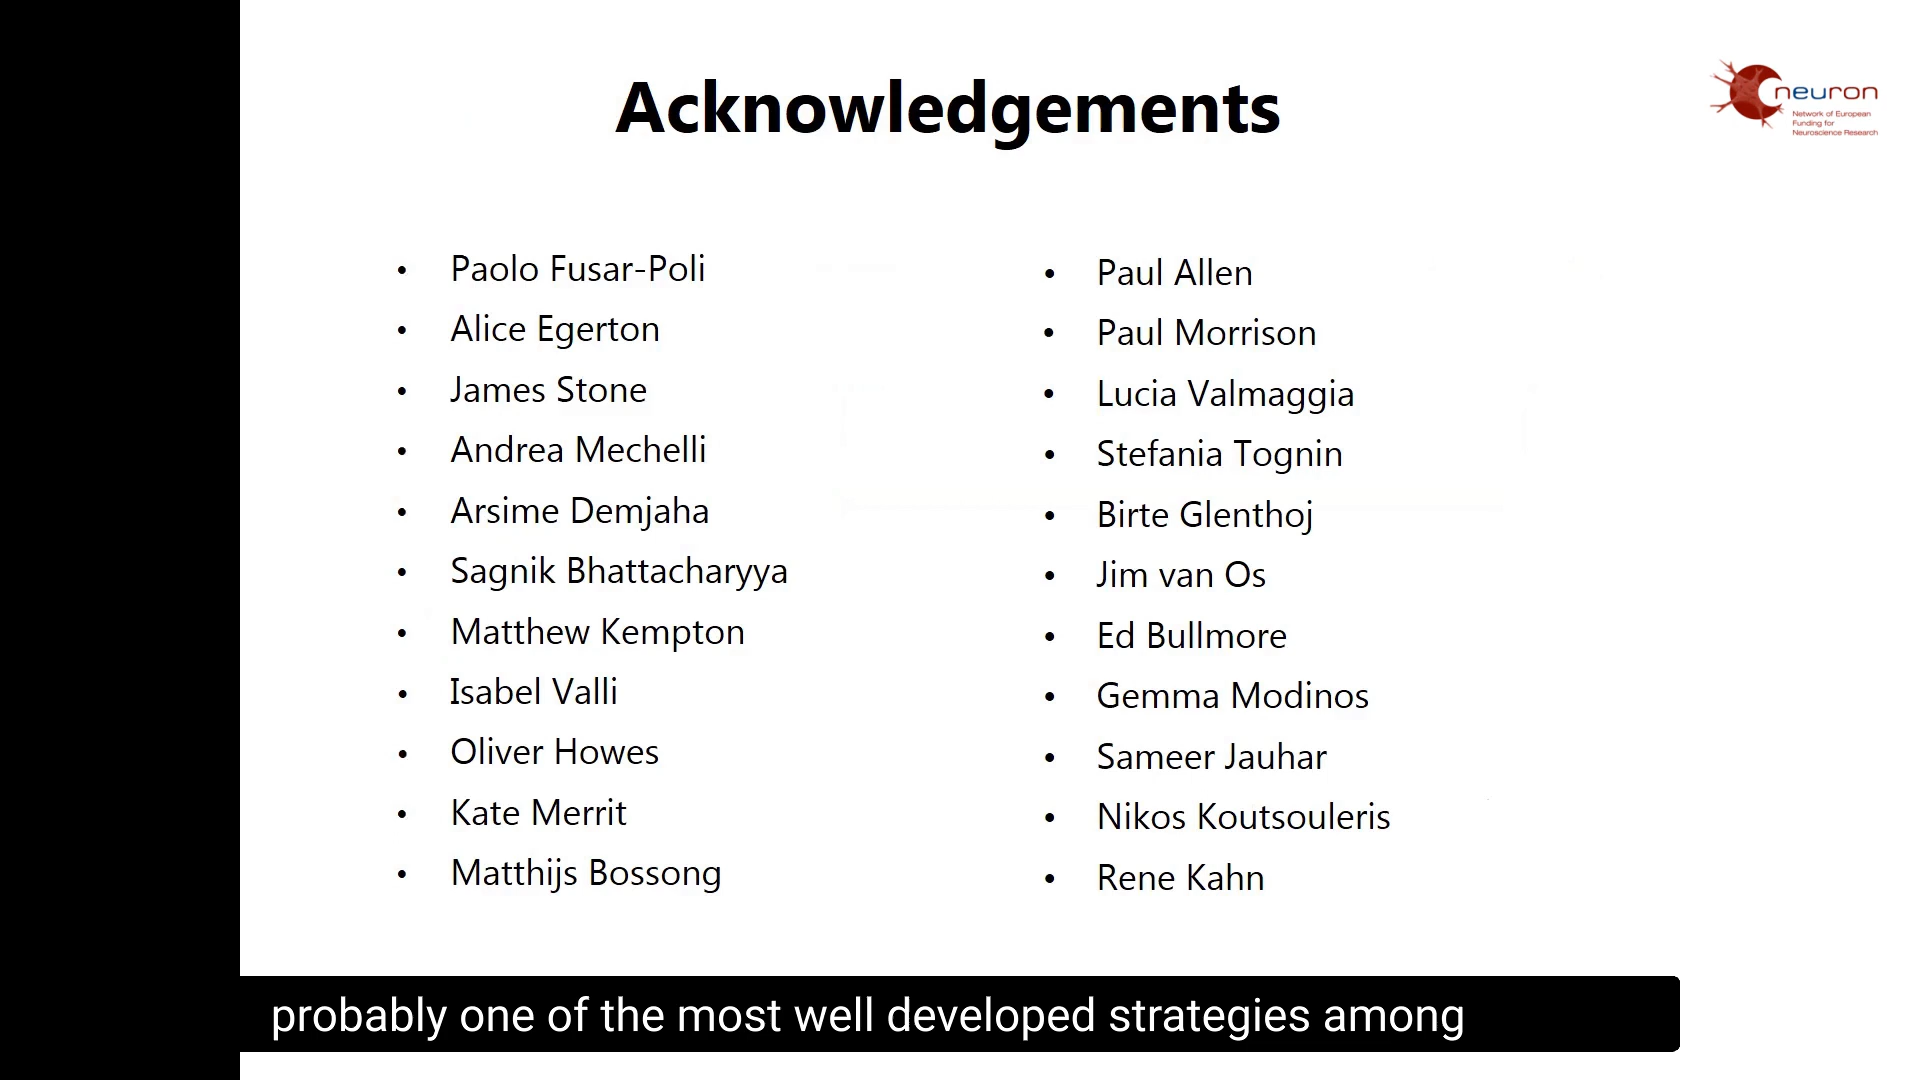 Acknowledgements
neuron
Network of European
Funding for
Neuroscience Research
• Paolo Fusar-Poli
• Alice Egerton
• James Stone
• Andrea Mechelli
• Arsime Demjaha
• Sagnik Bhattacharyya
• Matthew Kempton
• Isabel Valli
• Oliver Howes
• Kate Merrit
• Matthijs Bossong
• Paul Allen
• Paul Morrison
• Lucia Valmaggia
• Stefania Tognin
• Birte Glenthoj
• Jim van Os
• Ed Bullmore
• Gemma Modinos
• Sameer Jauhar
• Nikos Koutsouleris
• Rene Kahn
probably one of the most well developed strategies among